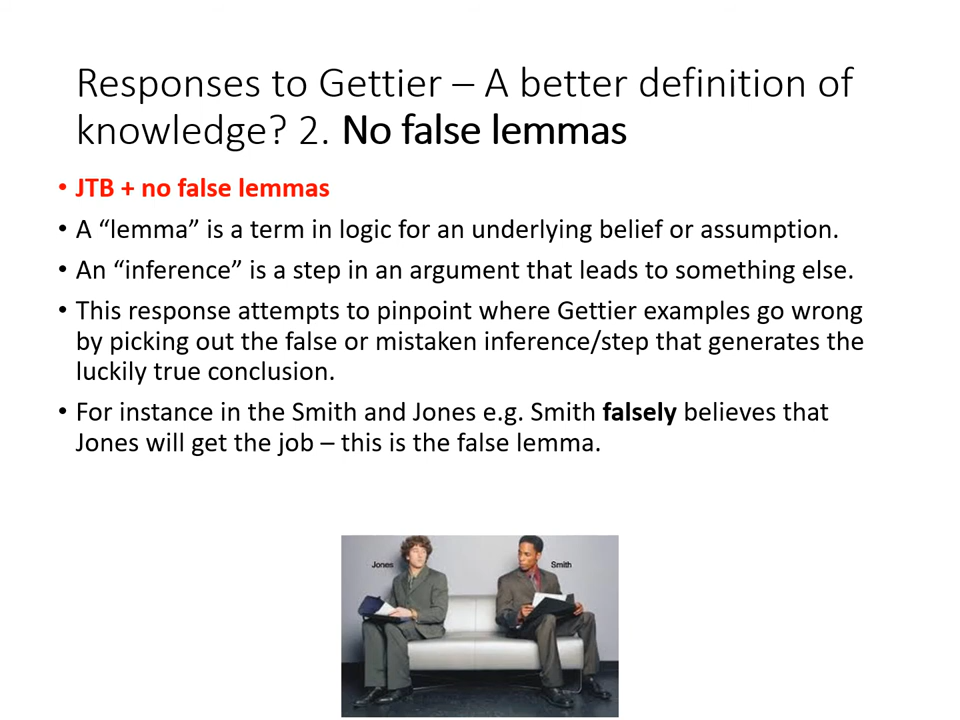 Responses to Gettier – A better definition of
knowledge? 2. No false lemmas
• JTB + no false lemmas
• A “lemma” is a term in logic for an underlying belief or assumption.
• An “inference” is a step in an argument that leads to something else.
• This response attempts to pinpoint where Gettier examples go wrong
by picking out the false or mistaken inference/step that generates the
luckily true conclusion.
• For instance in the Smith and Jones e.g. Smith falsely believes that
Jones will get the job – this is the false lemma.
Jones
Smith